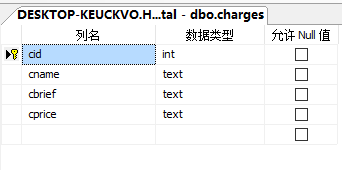 DESKTOP-KEUCKVO.H...tal - dbo.charges
列名 数据类型 允许 Null 值
cid int
cname text
cbrief text
cprice text